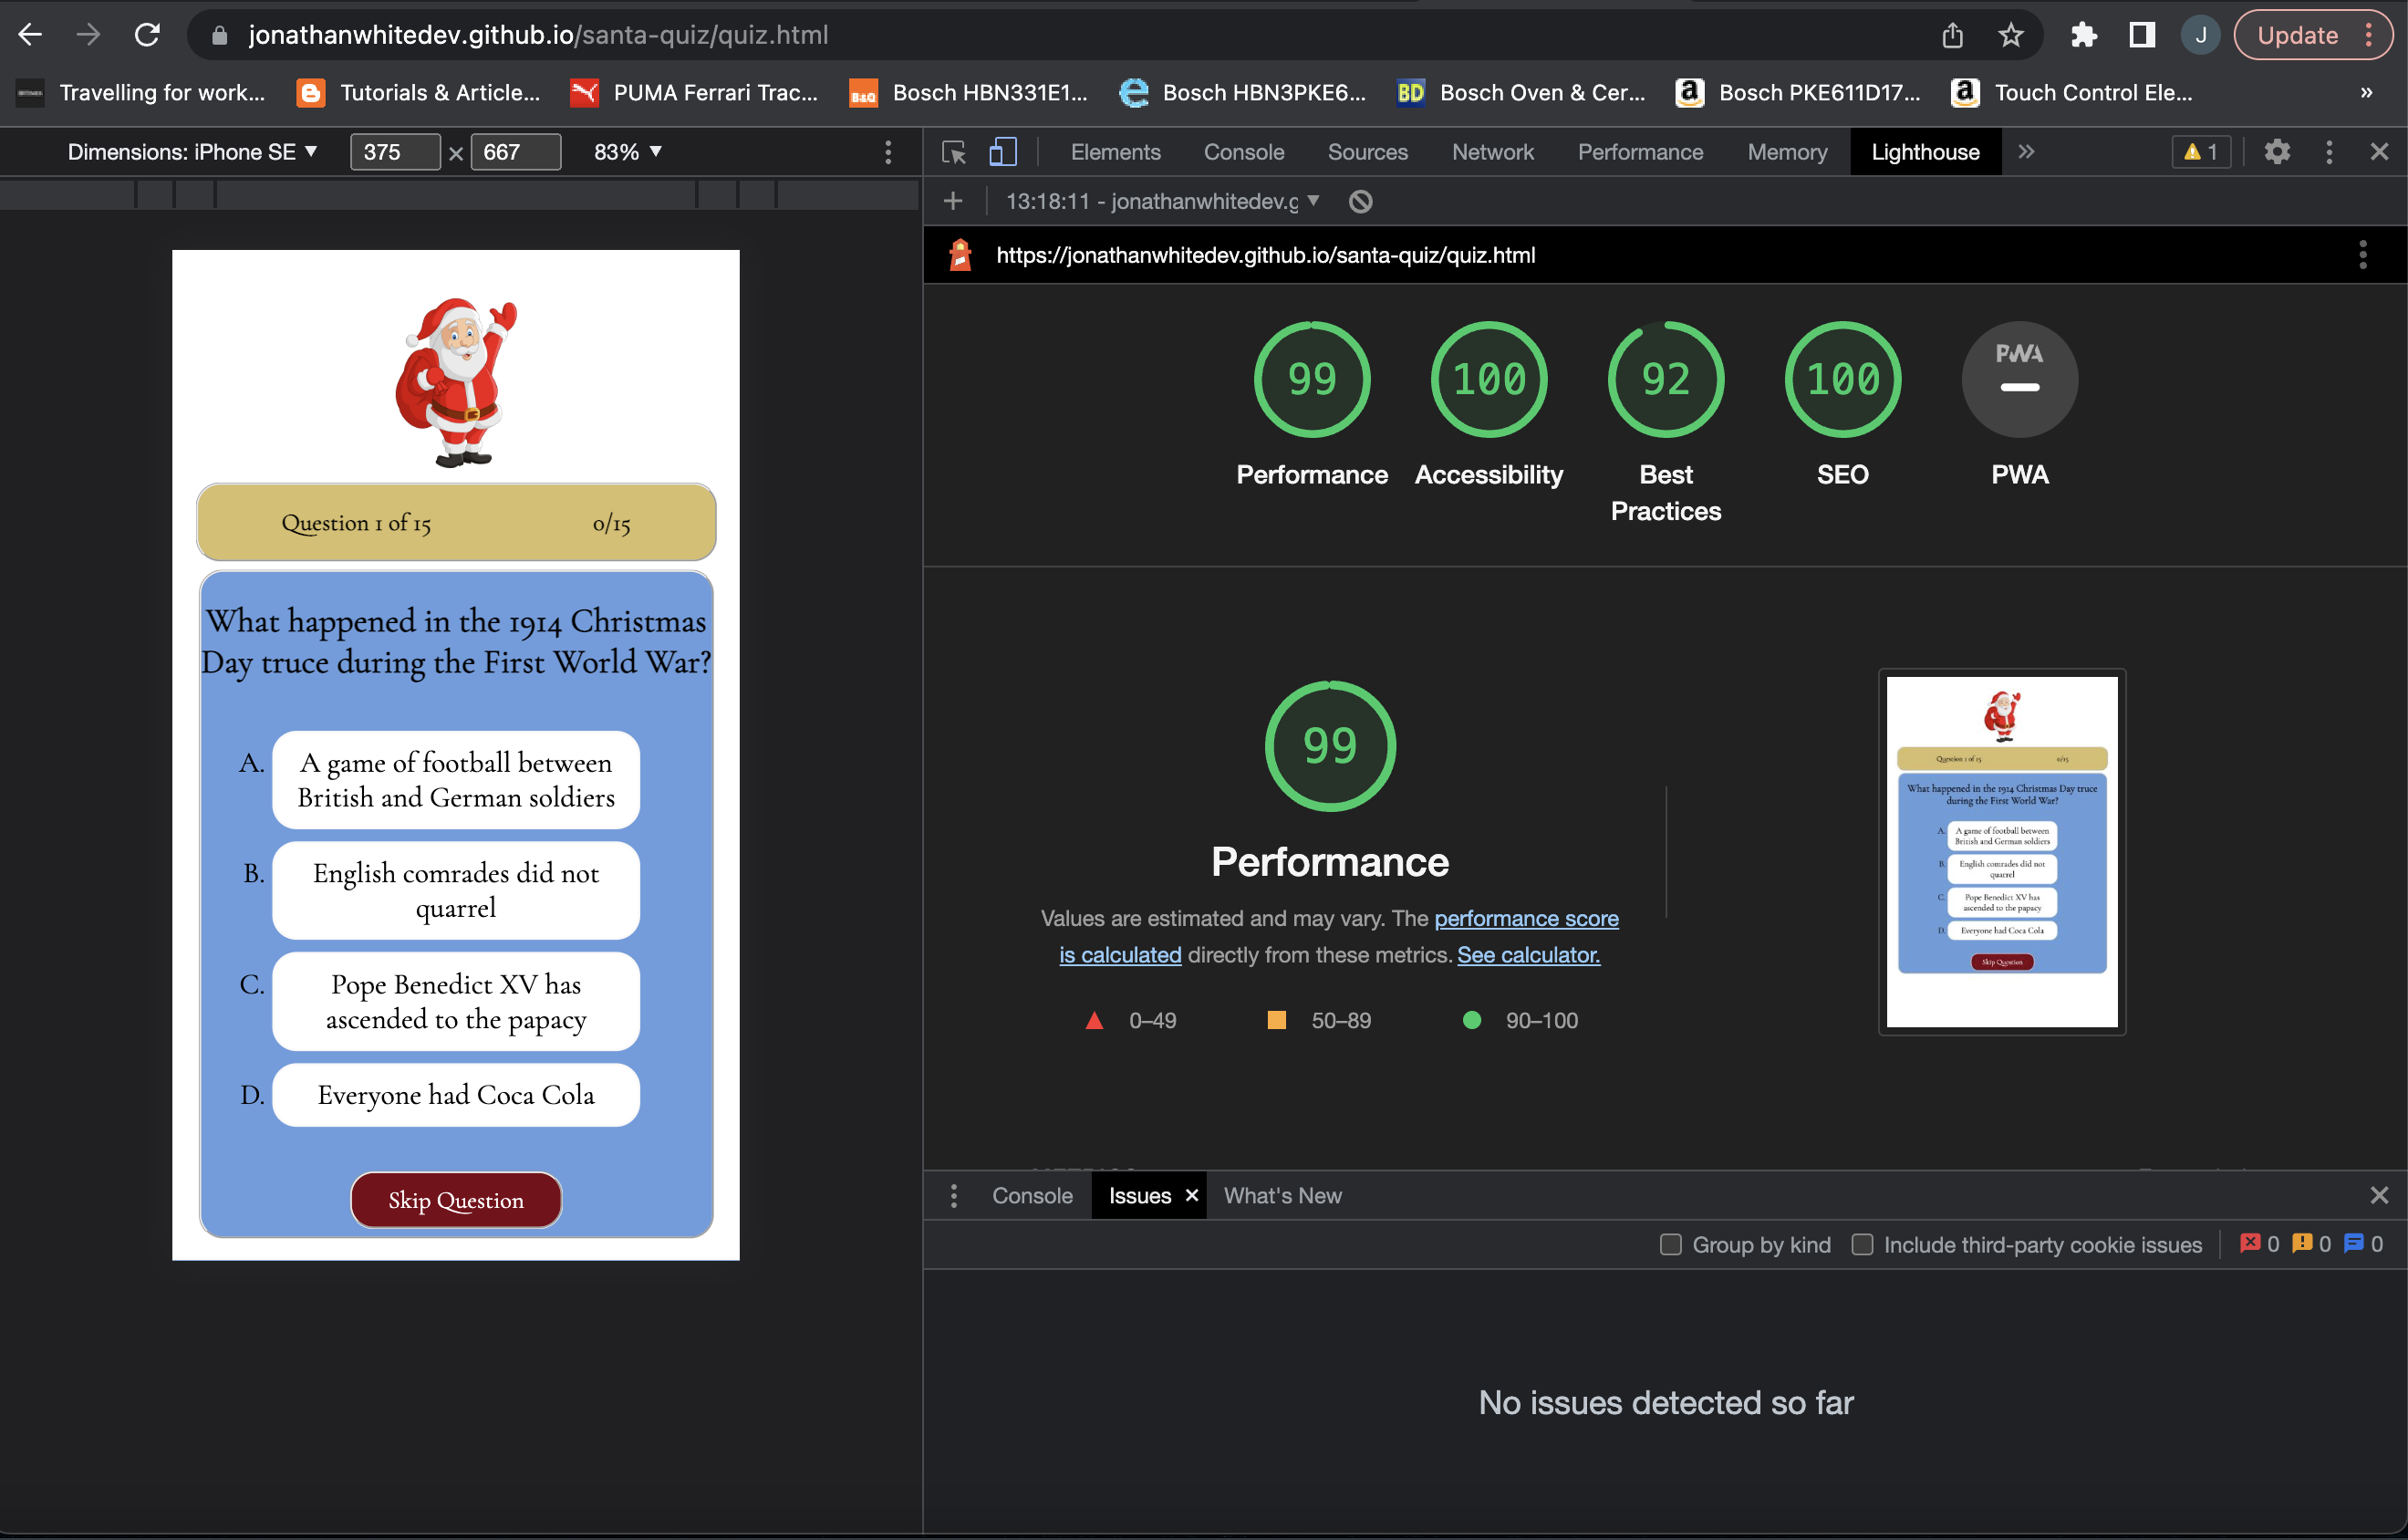 jonathanwhitedev.github.io/santa-quiz/quiz.html
J
Update
Travelling for work...
Tutorials & Article...
PUMA Ferrari Trac...
B&Q
Bosch HBN331E1...
Bosch HBN3PKE6...
BD
Bosch Oven & Cer...
Bosch PKE611D17...
Touch Control Ele...
»
Dimensions: iPhone SE
375 × 667
83%
Elements
Console
Sources
Network
Performance
Memory
Lighthouse
»
1
13:18:11 - jonathanwhitedev.g
https://jonathanwhitedev.github.io/santa-quiz/quiz.html
Question 1 of 15
0/15
What happened in the 1914 Christmas
Day truce during the First World War?
A. A game of football between
British and German soldiers
B. English comrades did not
quarrel
C. Pope Benedict XV has
ascended to the papacy
D. Everyone had Coca Cola
Skip Question
99
100
92
100
PWA
Performance
Accessibility
Best
Practices
SEO
PWA
99
Performance
Values are estimated and may vary. The performance score
is calculated directly from these metrics. See calculator.
0–49
50–89
90–100
Question 1 of 15
0/15
What happened in the 1914 Christmas Day truce
during the First World War?
A. A game of football between
British and German soldiers
B. English comrades did not
quarrel
C. Pope Benedict XV has
ascended to the papacy
D. Everyone had Coca Cola
Skip Question
Console
Issues
What's New
Group by kind
Include third-party cookie issues
0
0
0
No issues detected so far